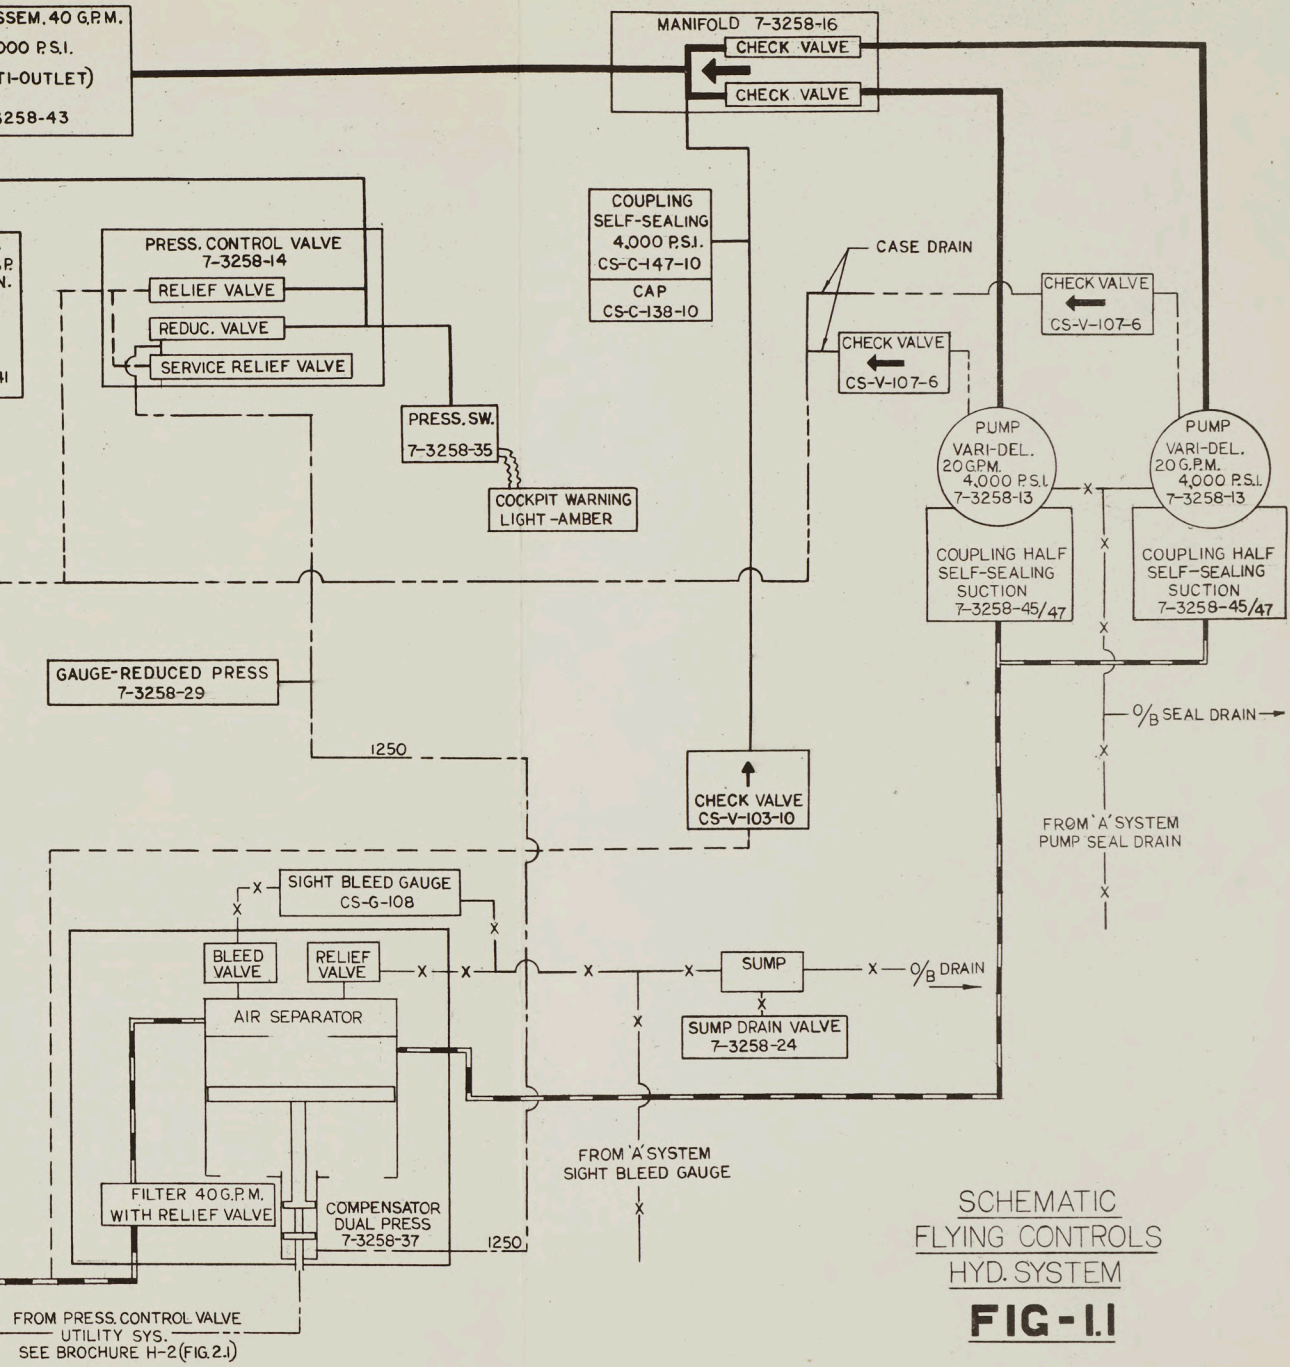 SSEM. 40 G.P.M.
000 P.S.I.
TI-OUTLET)
3258-43
MANIFOLD 7-3258-16
CHECK VALVE
CHECK VALVE
PRESS. CONTROL VALVE
7-3258-14
RELIEF VALVE
REDUC. VALVE
SERVICE RELIEF VALVE
.P.
N.
41
COUPLING
SELF-SEALING
4,000 P.S.I.
CS-C-147-10
CAP
CS-C-138-10
CASE DRAIN
CHECK VALVE
CS-V-107-6
CHECK VALVE
CS-V-107-6
PRESS. SW.
7-3258-35
COCKPIT WARNING
LIGHT-AMBER
PUMP
VARI-DEL.
20 G.P.M.
4,000 P.S.I.
7-3258-13
X
PUMP
VARI-DEL.
20 G.P.M.
4,000 P.S.I.
7-3258-13
COUPLING HALF
SELF-SEALING
SUCTION
7-3258-45/47
X
X
COUPLING HALF
SELF-SEALING
SUCTION
7-3258-45/47
GAUGE-REDUCED PRESS
7-3258-29
O/B SEAL DRAIN
X
1250
CHECK VALVE
CS-V-103-10
FROM 'A' SYSTEM
PUMP SEAL DRAIN
X
X
X
SIGHT BLEED GAUGE
CS-G-108
X
BLEED
VALVE
RELIEF
VALVE
X X X X
SUMP
X
O/B DRAIN
X
AIR SEPARATOR
X
SUMP DRAIN VALVE
7-3258-24
FROM 'A' SYSTEM
SIGHT BLEED GAUGE
X
FILTER 40 G.P.M.
WITH RELIEF VALVE
COMPENSATOR
DUAL PRESS
7-3258-37
1250
SCHEMATIC
FLYING CONTROLS
HYD. SYSTEM
FIG-1.1
FROM PRESS. CONTROL VALVE
UTILITY SYS.
SEE BROCHURE H-2 (FIG. 2.1)